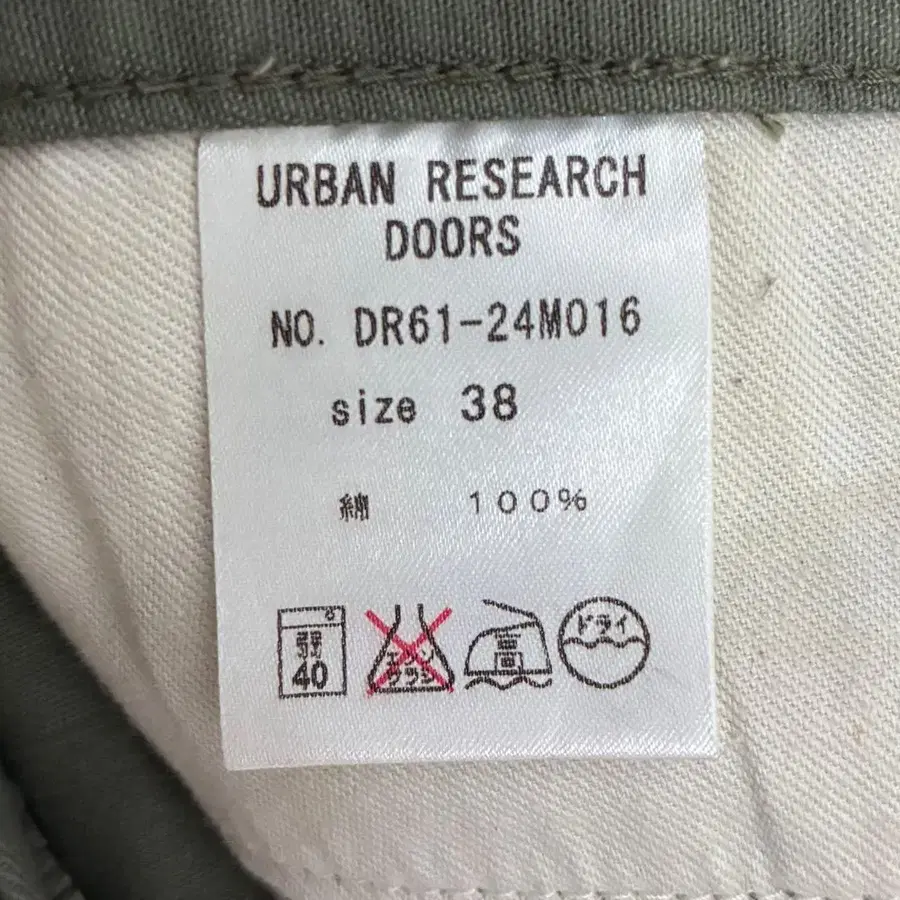 URBAN RESEARCH
DOORS
NO. DR61-24M016
size 38
綿 100%
弱
40
エンソ
サラシ
高
ドライ